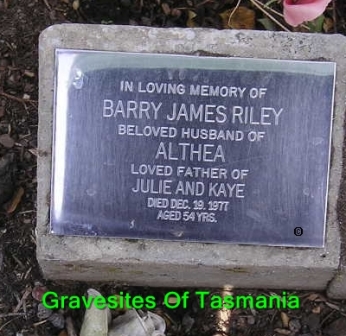 IN LOVING MEMORY OF
BARRY JAMES RILEY
BELOVED HUSBAND OF
ALTHEA
LOVED FATHER OF
JULIE AND KAYE
DIED DEC. 19. 1977
AGED 54 YRS.
Gravesites Of Tasmania